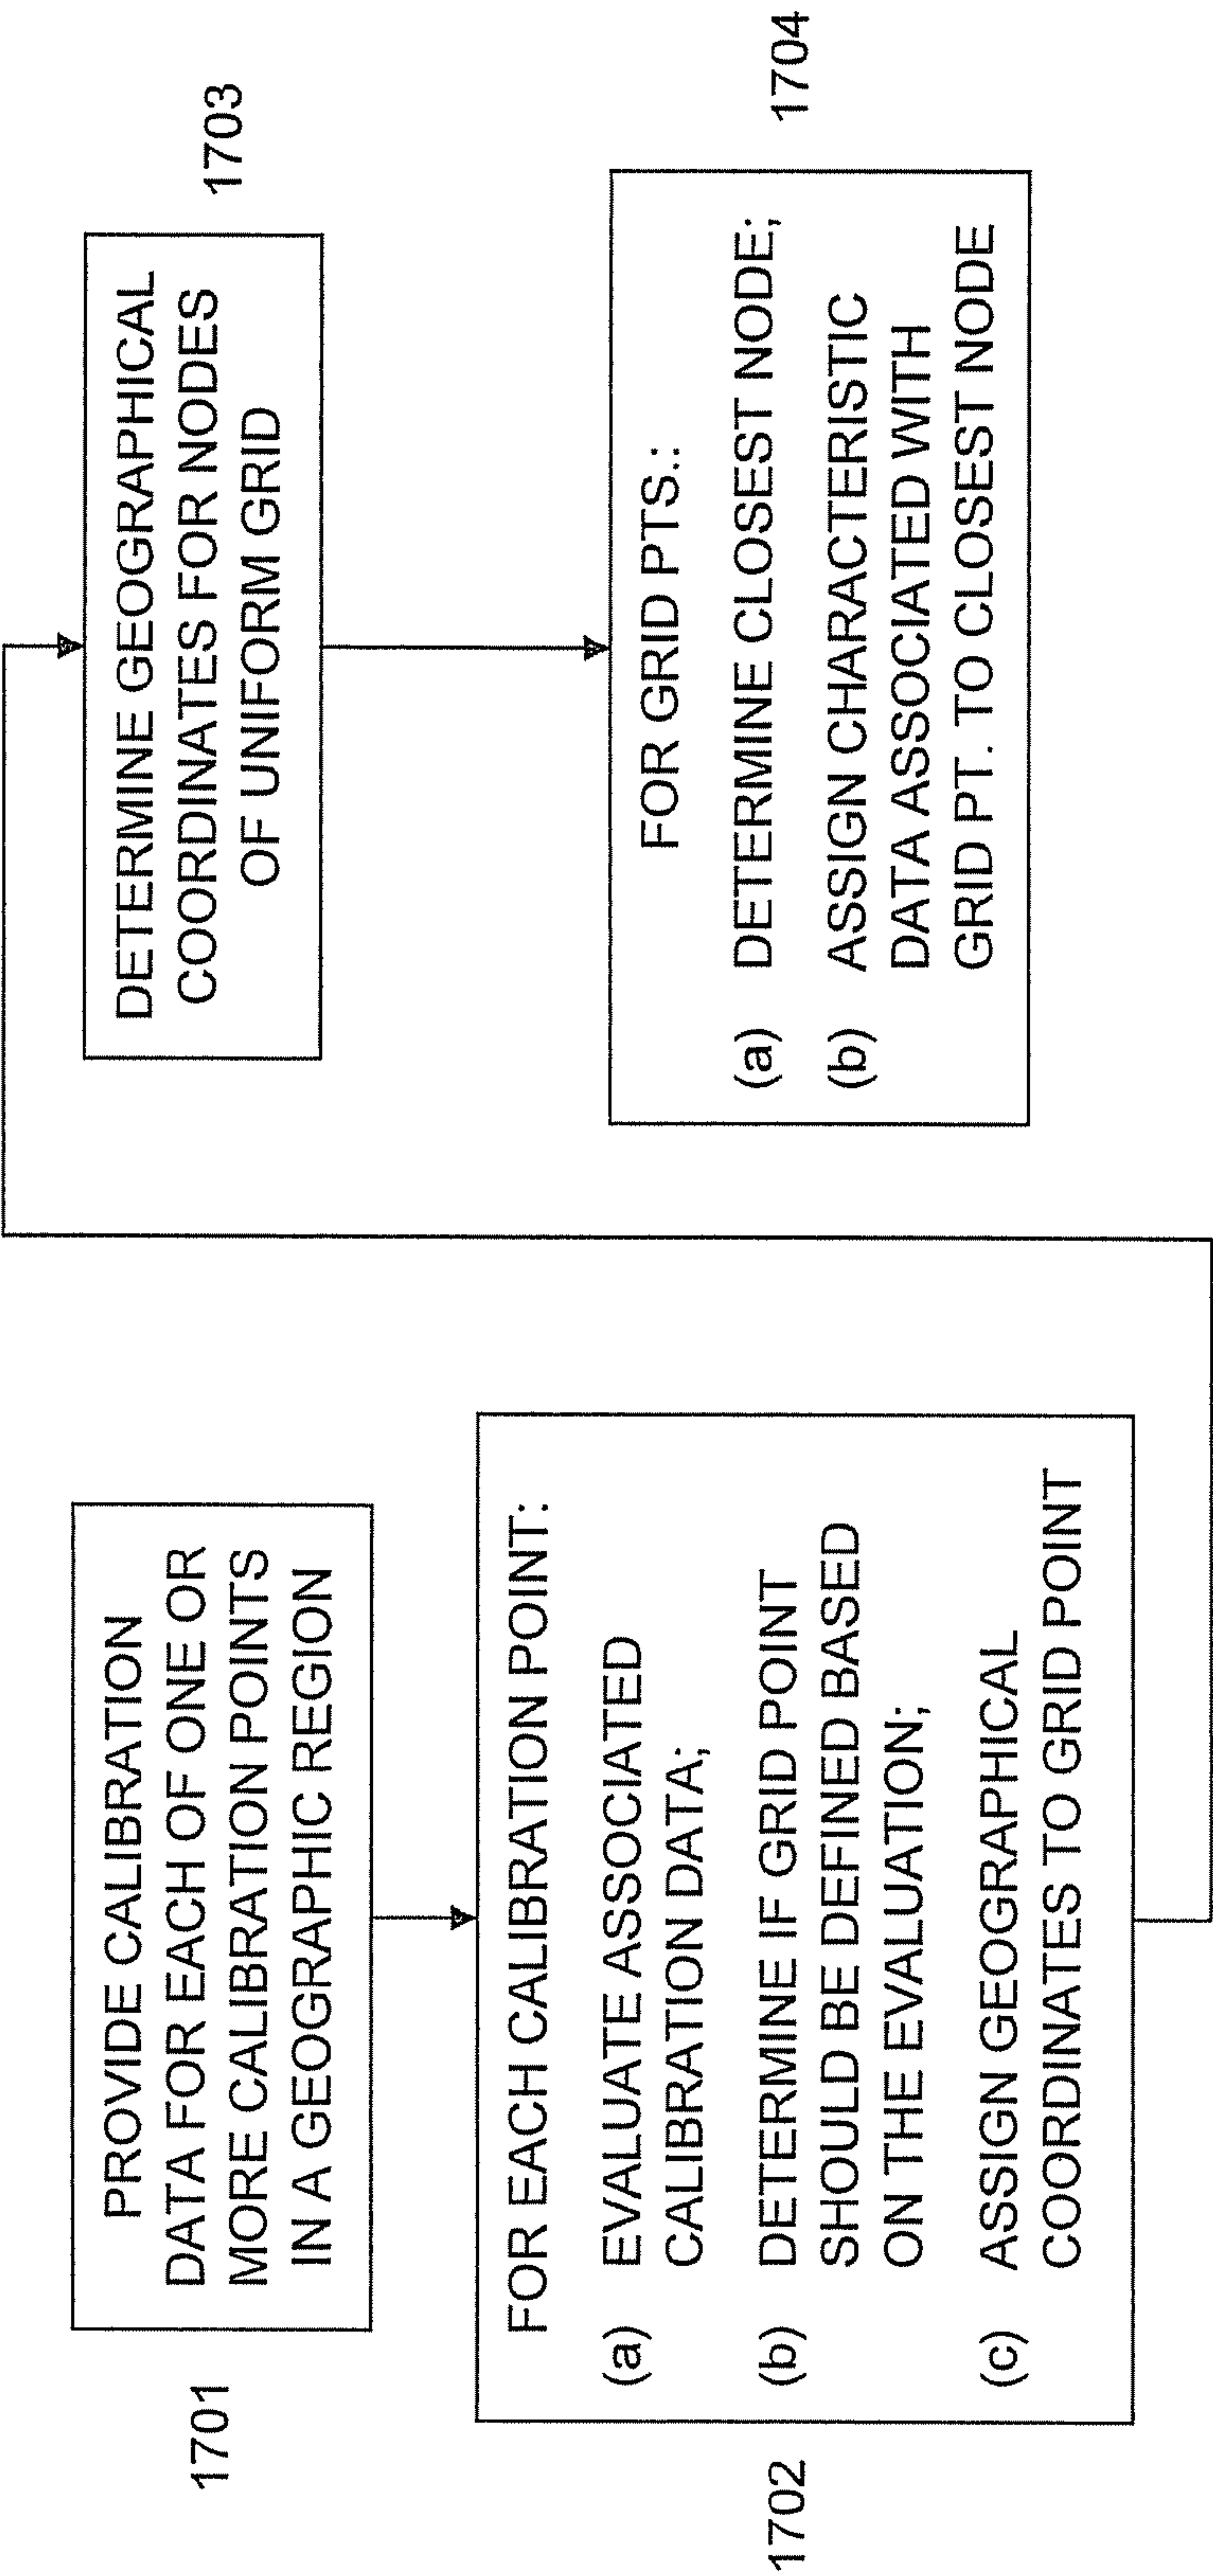 1701
PROVIDE CALIBRATION
DATA FOR EACH OF ONE OR
MORE CALIBRATION POINTS
IN A GEOGRAPHIC REGION
1702
FOR EACH CALIBRATION POINT:
(a) EVALUATE ASSOCIATED
CALIBRATION DATA;
(b) DETERMINE IF GRID POINT
SHOULD BE DEFINED BASED
ON THE EVALUATION;
(c) ASSIGN GEOGRAPHICAL
COORDINATES TO GRID POINT
1703
DETERMINE GEOGRAPHICAL
COORDINATES FOR NODES
OF UNIFORM GRID
1704
FOR GRID PTS.:
(a) DETERMINE CLOSEST NODE;
(b) ASSIGN CHARACTERISTIC
DATA ASSOCIATED WITH
GRID PT. TO CLOSEST NODE